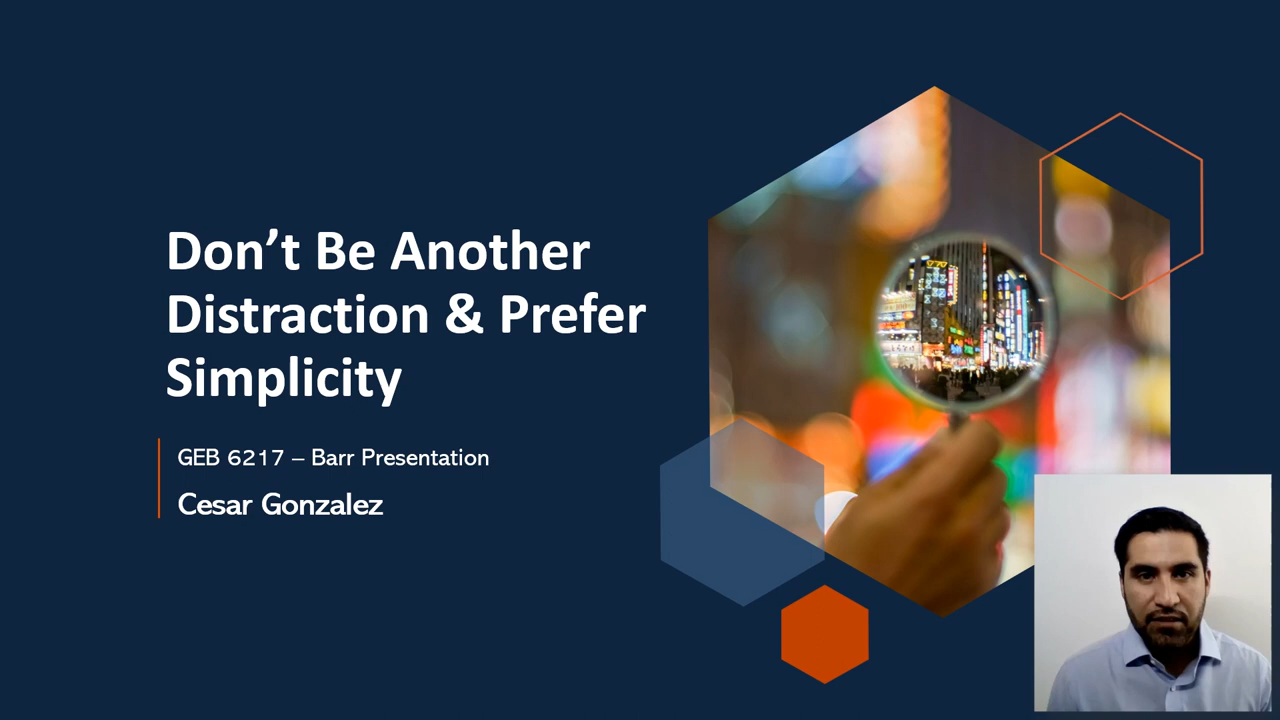 Don’t Be Another
Distraction & Prefer
Simplicity
GEB 6217 – Barr Presentation
Cesar Gonzalez